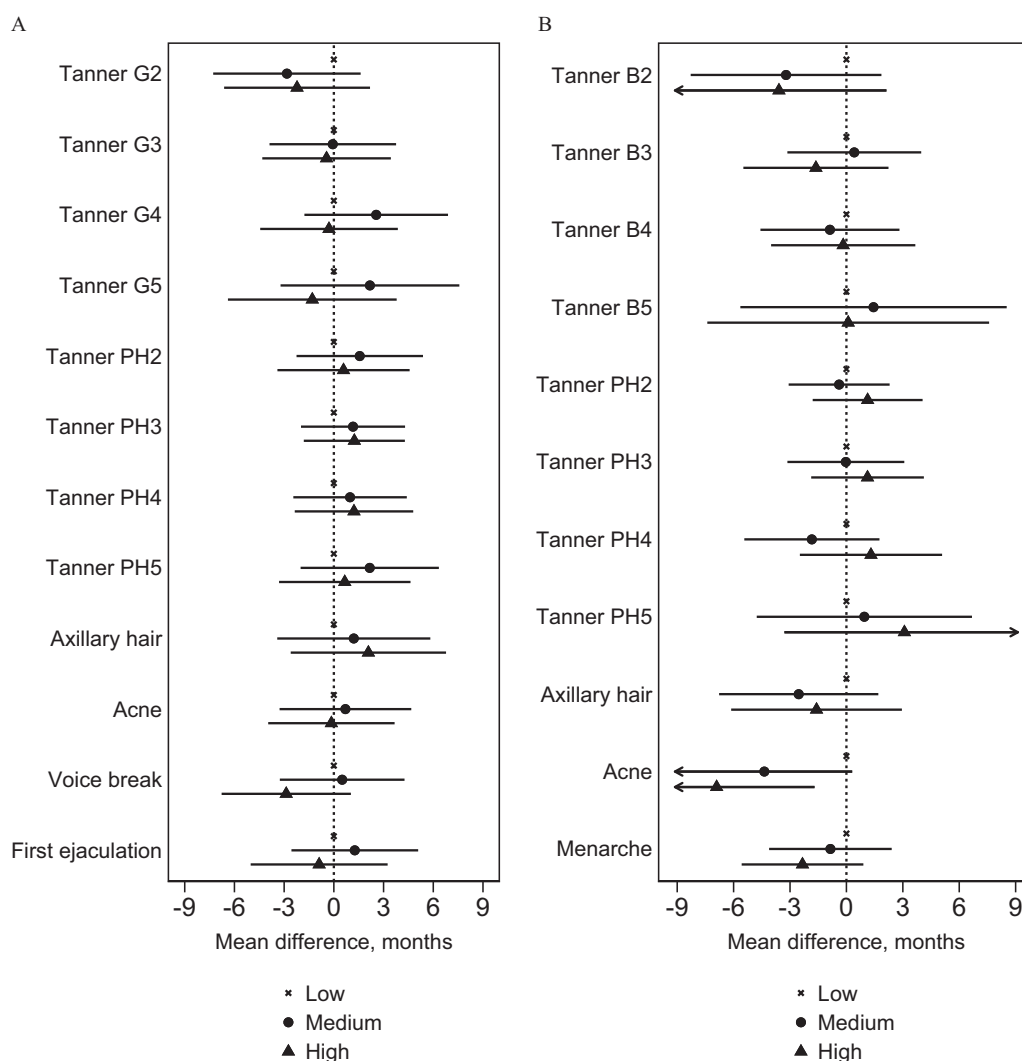 A
Tanner G2
Tanner G3
Tanner G4
Tanner G5
Tanner PH2
Tanner PH3
Tanner PH4
Tanner PH5
Axillary hair
Acne
Voice break
First ejaculation
-9 -6 -3 0 3 6 9
Mean difference, months
Low
Medium
High
B
Tanner B2
Tanner B3
Tanner B4
Tanner B5
Tanner PH2
Tanner PH3
Tanner PH4
Tanner PH5
Axillary hair
Acne
Menarche
-9 -6 -3 0 3 6 9
Mean difference, months
Low
Medium
High